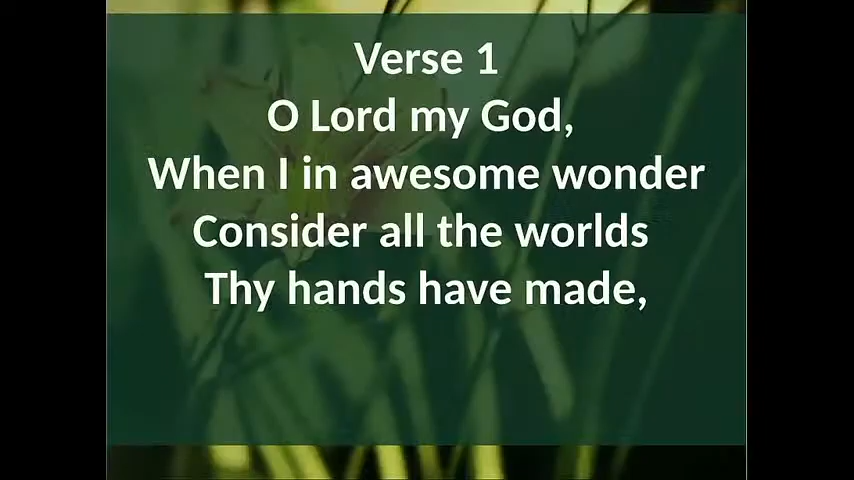 Verse 1
O Lord my God,
When I in awesome wonder
Consider all the worlds
Thy hands have made,